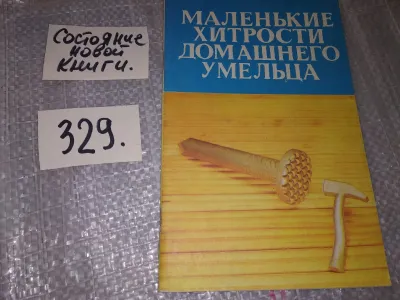 Состояние
новой
книги.
329.
МАЛЕНЬКИЕ
ХИТРОСТИ
ДОМАШНЕГО
УМЕЛЬЦА